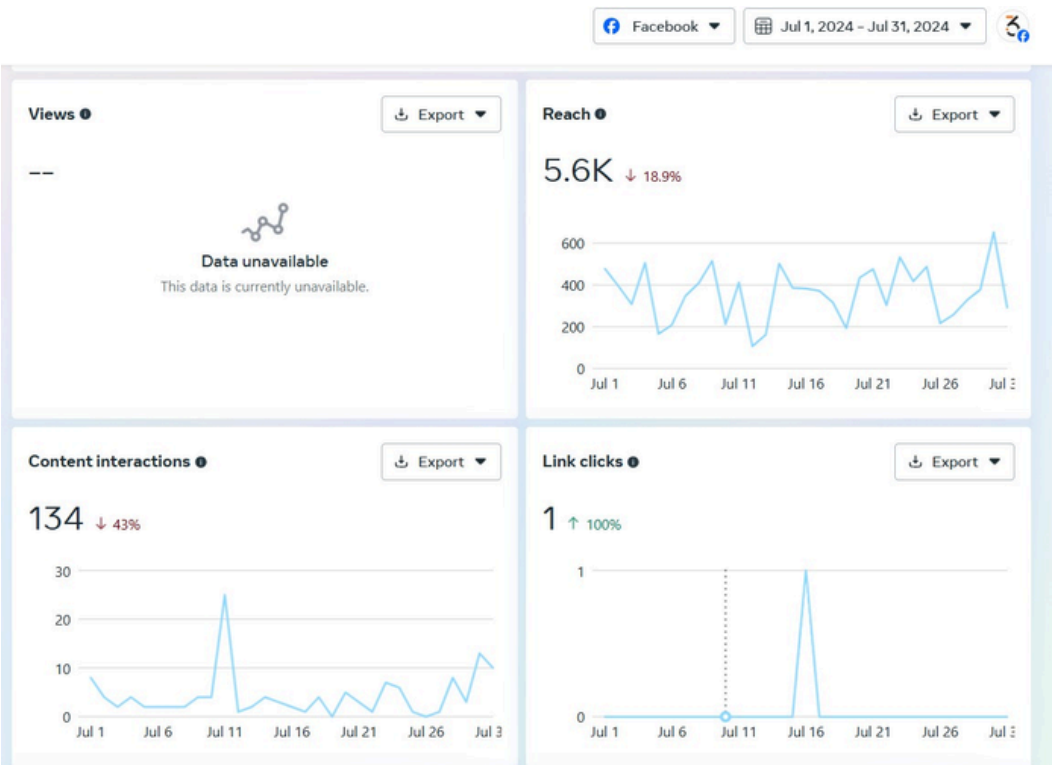 Facebook
Jul 1, 2024 – Jul 31, 2024
Views
Export
--
Data unavailable
This data is currently unavailable.
Reach
Export
5.6K ↓ 18.9%
600
400
200
0
Jul 1 Jul 6 Jul 11 Jul 16 Jul 21 Jul 26 Jul
Content interactions
Export
134 ↓ 43%
30
20
10
0
Jul 1 Jul 6 Jul 11 Jul 16 Jul 21 Jul 26 Jul
Link clicks
Export
1 ↑ 100%
1
0
Jul 1 Jul 6 Jul 11 Jul 16 Jul 21 Jul 26 Jul